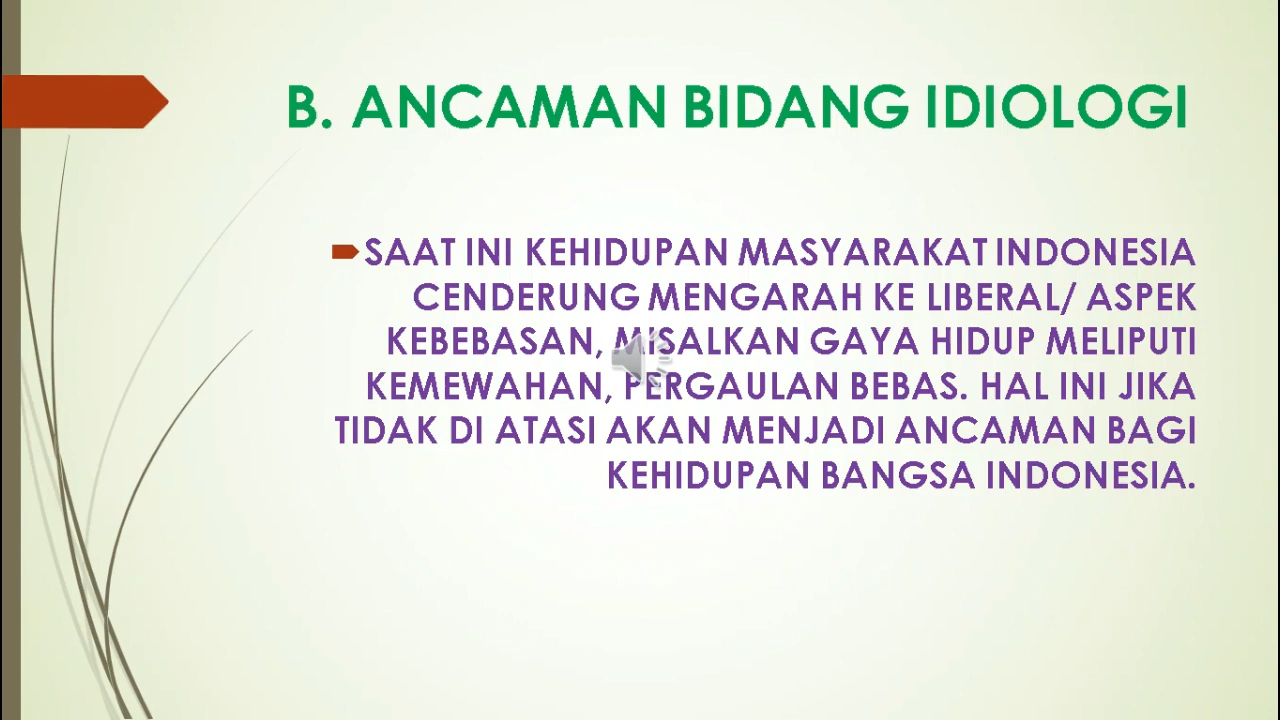 B. ANCAMAN BIDANG IDIOLOGI
SAAT INI KEHIDUPAN MASYARAKAT INDONESIA
CENDERUNG MENGARAH KE LIBERAL/ ASPEK
KEBEBASAN, MISALKAN GAYA HIDUP MELIPUTI
KEMEWAHAN, PERGAULAN BEBAS. HAL INI JIKA
TIDAK DI ATASI AKAN MENJADI ANCAMAN BAGI
KEHIDUPAN BANGSA INDONESIA.